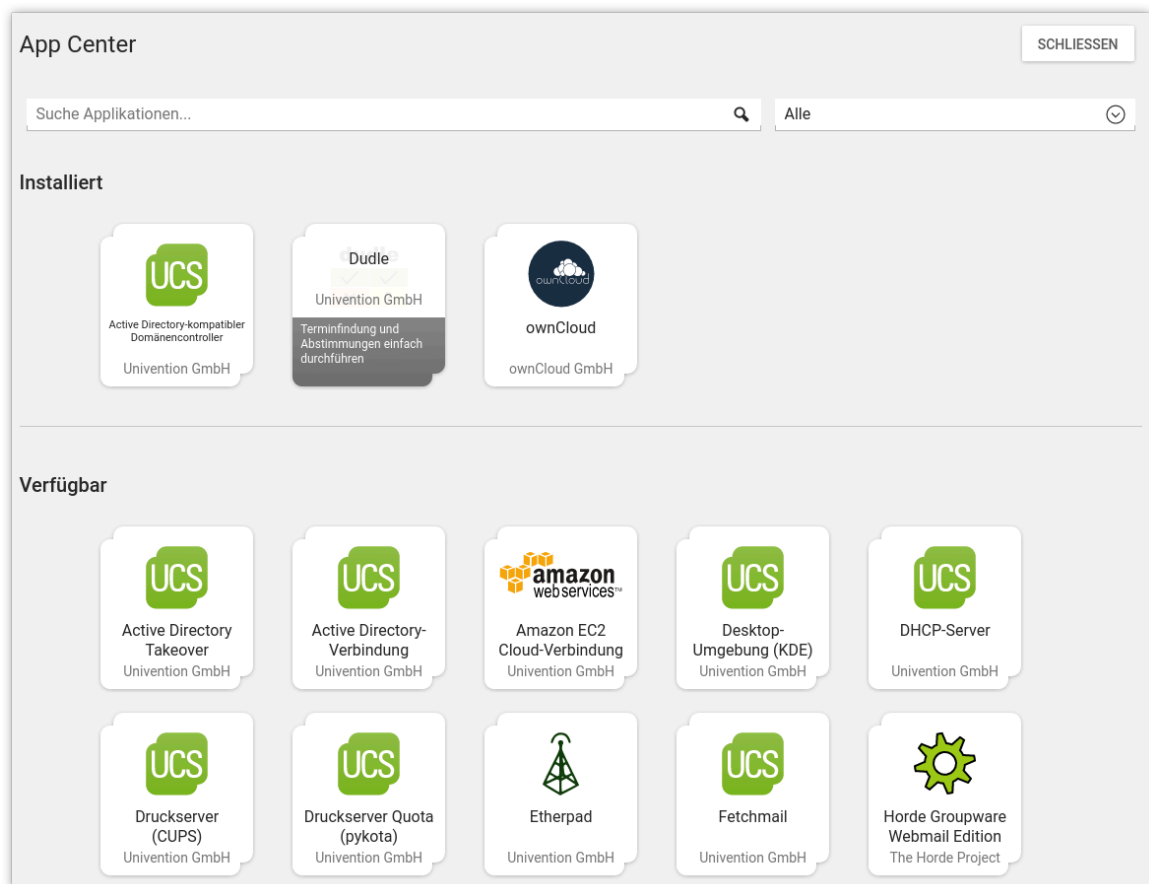 App Center
SCHLIESSEN
Suche Applikationen...
Alle
Installiert
UCS
Active Directory-kompatibler
Domänencontroller
Univention GmbH
dudle
Dudle
Univention GmbH
Terminfindung und
Abstimmungen einfach
durchführen
ownCloud
ownCloud
ownCloud GmbH
Verfügbar
UCS
Active Directory
Takeover
Univention GmbH
UCS
Active Directory-
Verbindung
Univention GmbH
amazon
webservices™
Amazon EC2
Cloud-Verbindung
Univention GmbH
UCS
Desktop-
Umgebung (KDE)
Univention GmbH
UCS
DHCP-Server
Univention GmbH
UCS
Druckserver
(CUPS)
Univention GmbH
UCS
Druckserver Quota
(pykota)
Univention GmbH
Etherpad
Univention GmbH
UCS
Fetchmail
Univention GmbH
Horde Groupware
Webmail Edition
The Horde Project